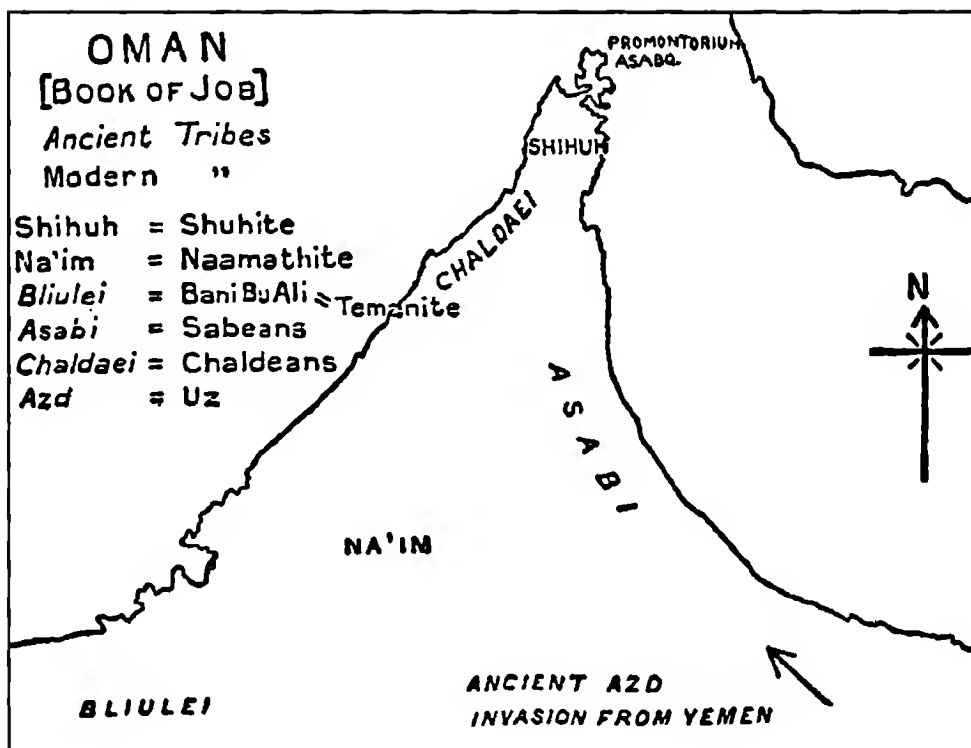 OMAN
[BOOK OF JOB]
Ancient Tribes
Modern "
Shihuh = Shuhite
Na'im = Naamathite
Bliulei = Bani Bu Ali = Temanite
Asabi = Sabeans
Chaldaei = Chaldeans
Azd = Uz
PROMONTORIUM
ASABO.
SHIHUH
CHALDAEI
N
ASABI
NA'IM
BLIULEI
ANCIENT AZD
INVASION FROM YEMEN